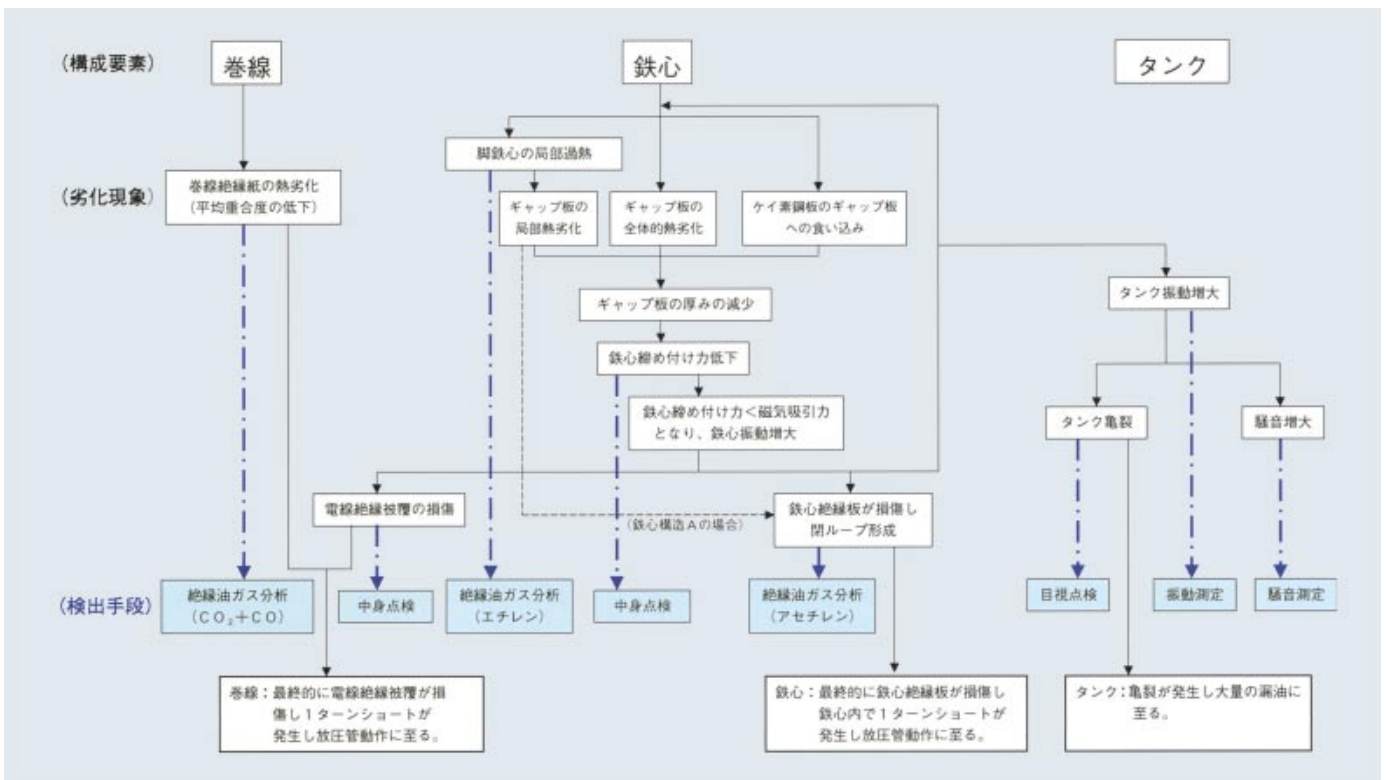 (構成要素)
巻線
鉄心
タンク
(劣化現象)
巻線絶縁紙の熱劣化
(平均重合度の低下)
脚鉄心の局部過熱
ギャップ板の
局部熱劣化
ギャップ板の
全体的熱劣化
ケイ素鋼板のギャップ板
への食い込み
ギャップ板の厚みの減少
鉄心締め付け力低下
鉄心締め付け力<磁気吸引力
となり、鉄心振動増大
タンク振動増大
タンク亀裂
騒音増大
電線絶縁被覆の損傷
(鉄心構造Aの場合)
鉄心絶縁板が損傷し
閉ループ形成
(検出手段)
絶縁油ガス分析
(CO₂+CO)
中身点検
絶縁油ガス分析
(エチレン)
中身点検
絶縁油ガス分析
(アセチレン)
目視点検
振動測定
騒音測定
巻線:最終的に電線絶縁被覆が損
傷し1ターンショートが
発生し放圧管動作に至る。
鉄心:最終的に鉄心絶縁板が損傷し
鉄心内で1ターンショートが
発生し放圧管動作に至る。
タンク:亀裂が発生し大量の漏油に
至る。